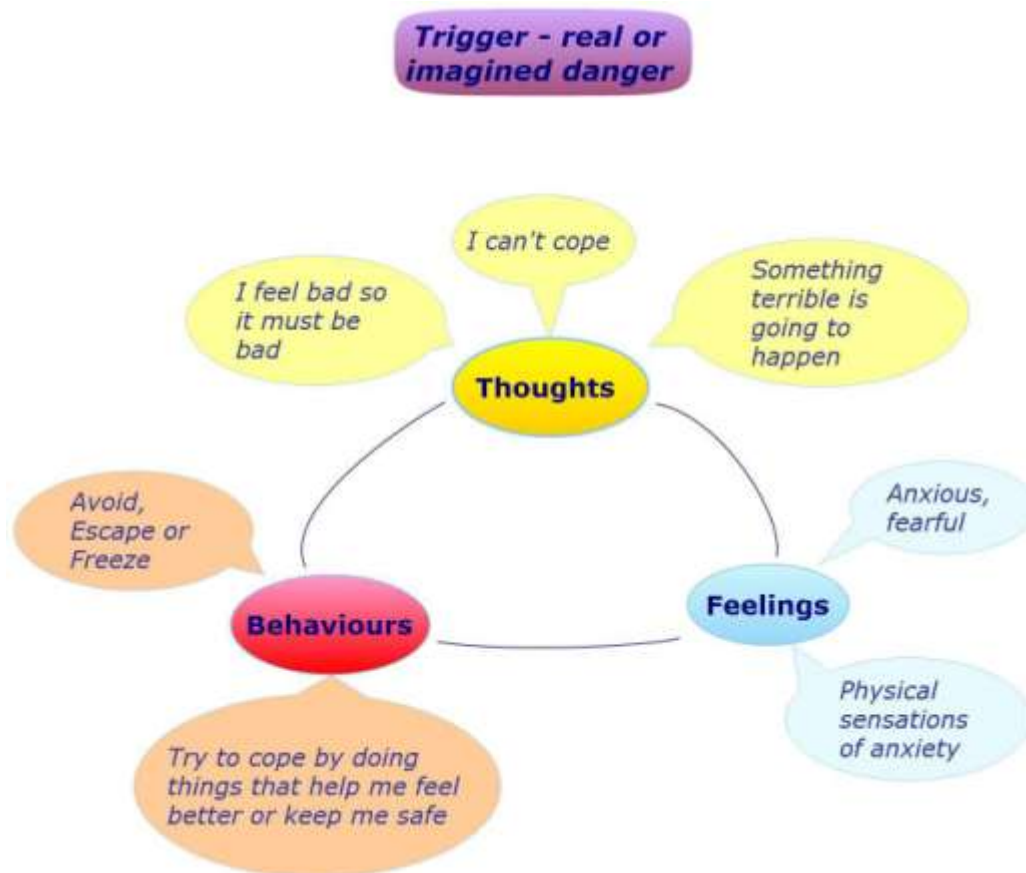 Trigger - real or
imagined danger
I can't cope
I feel bad so
it must be
bad
Something
terrible is
going to
happen
Thoughts
Avoid,
Escape or
Freeze
Anxious,
fearful
Behaviours
Feelings
Physical
sensations
of anxiety
Try to cope by doing
things that help me feel
better or keep me safe